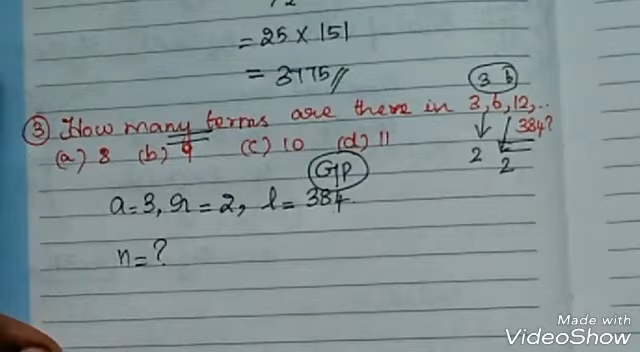 = 25 × 151
= 3775//
3 6
③ How many terms are there in 3, 6, 12, ..
384?
(a) 8 (b) 9 (c) 10 (d) 11
2
2
GP
a=3, r=2, l=384
n=?
Made with
VideoShow